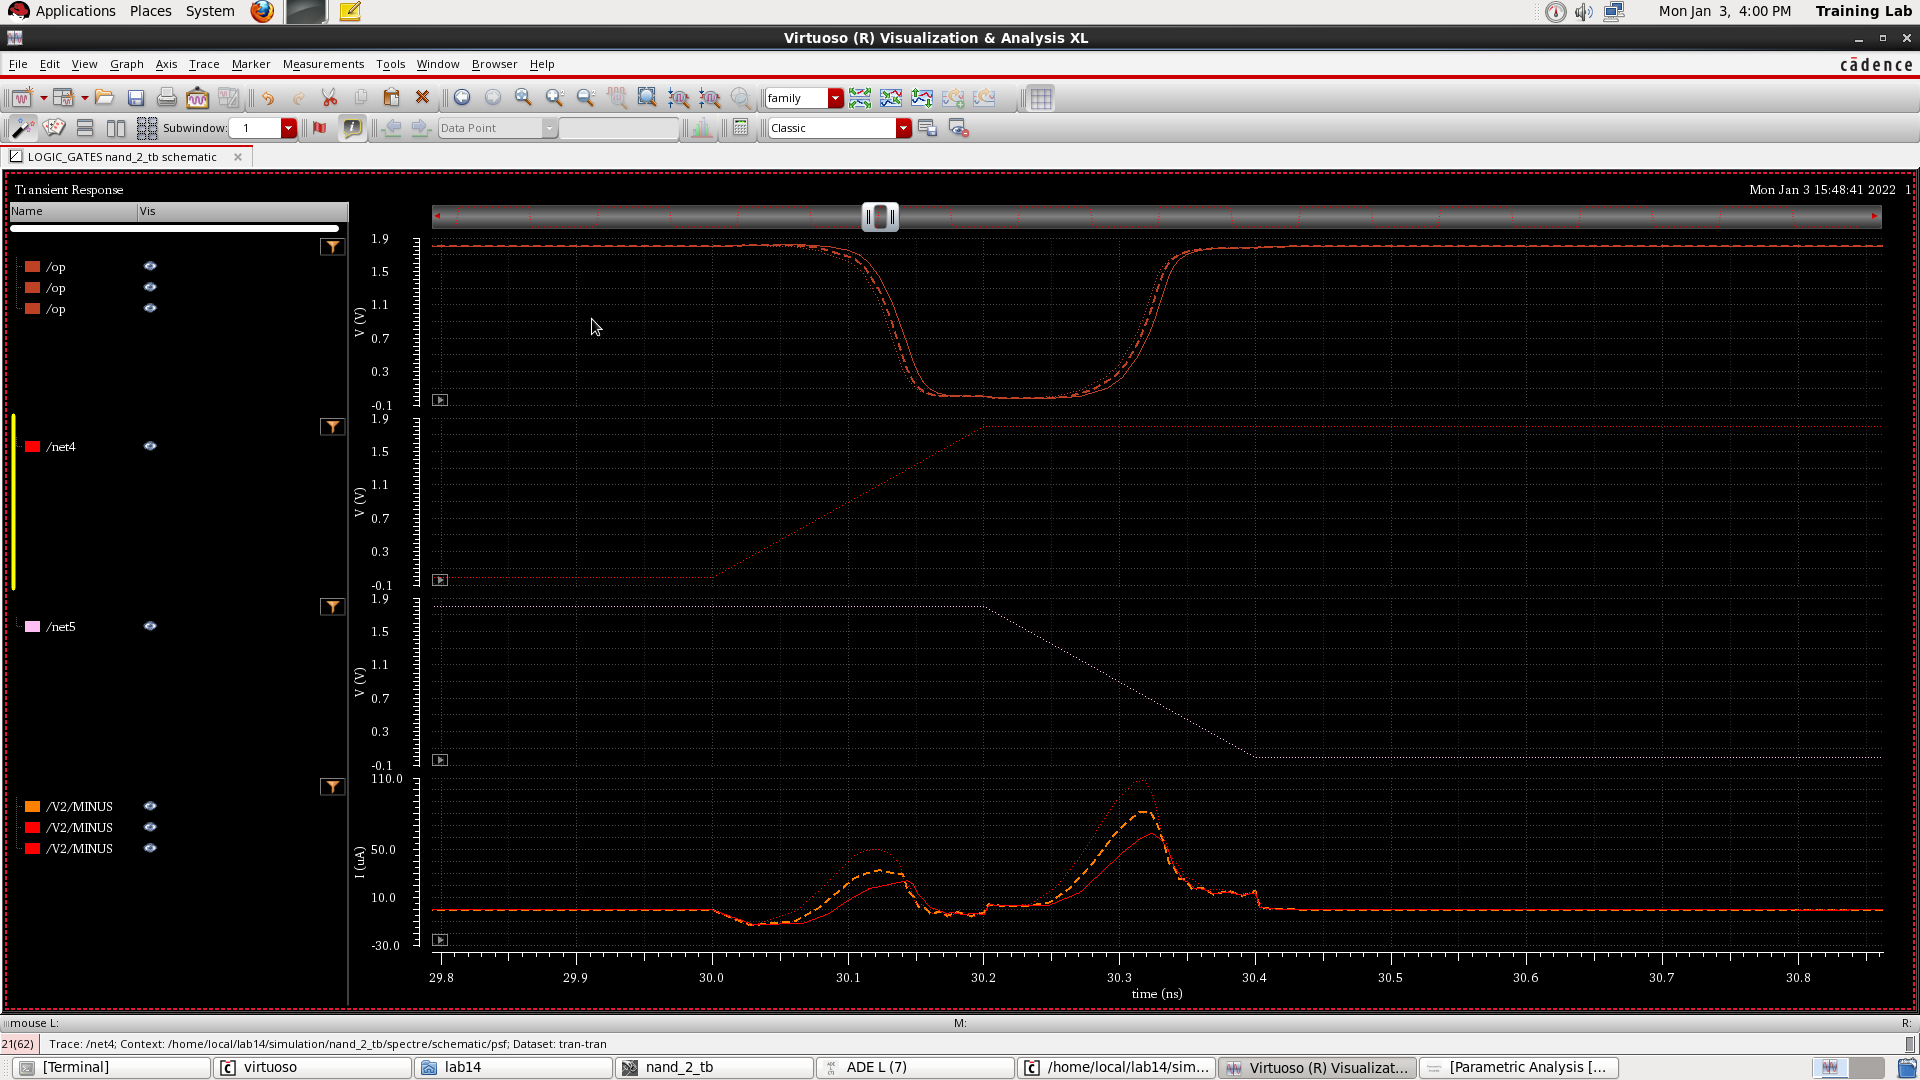 Applications Places System Mon Jan 3, 4:00 PM Training Lab
Virtuoso (R) Visualization & Analysis XL
File Edit View Graph Axis Trace Marker Measurements Tools Window Browser Help cādence
family
Subwindow: 1 Data Point Classic
LOGIC_GATES nand_2_tb schematic
Transient Response Mon Jan 3 15:48:41 2022 1
Name Vis
/op
/op
/op
1.9
1.5
1.1
0.7
0.3
-0.1
V (V)
/net4
1.9
1.5
1.1
0.7
0.3
-0.1
V (V)
/net5
1.9
1.5
1.1
0.7
0.3
-0.1
V (V)
/V2/MINUS
/V2/MINUS
/V2/MINUS
110.0
50.0
10.0
-30.0
I (uA)
29.8 29.9 30.0 30.1 30.2 30.3 30.4 30.5 30.6 30.7 30.8
time (ns)
mouse L: M: R:
21(62) Trace: /net4; Context: /home/local/lab14/simulation/nand_2_tb/spectre/schematic/psf; Dataset: tran-tran
[Terminal] virtuoso lab14 nand_2_tb ADE L (7) /home/local/lab14/sim... Virtuoso (R) Visualizat... [Parametric Analysis [...